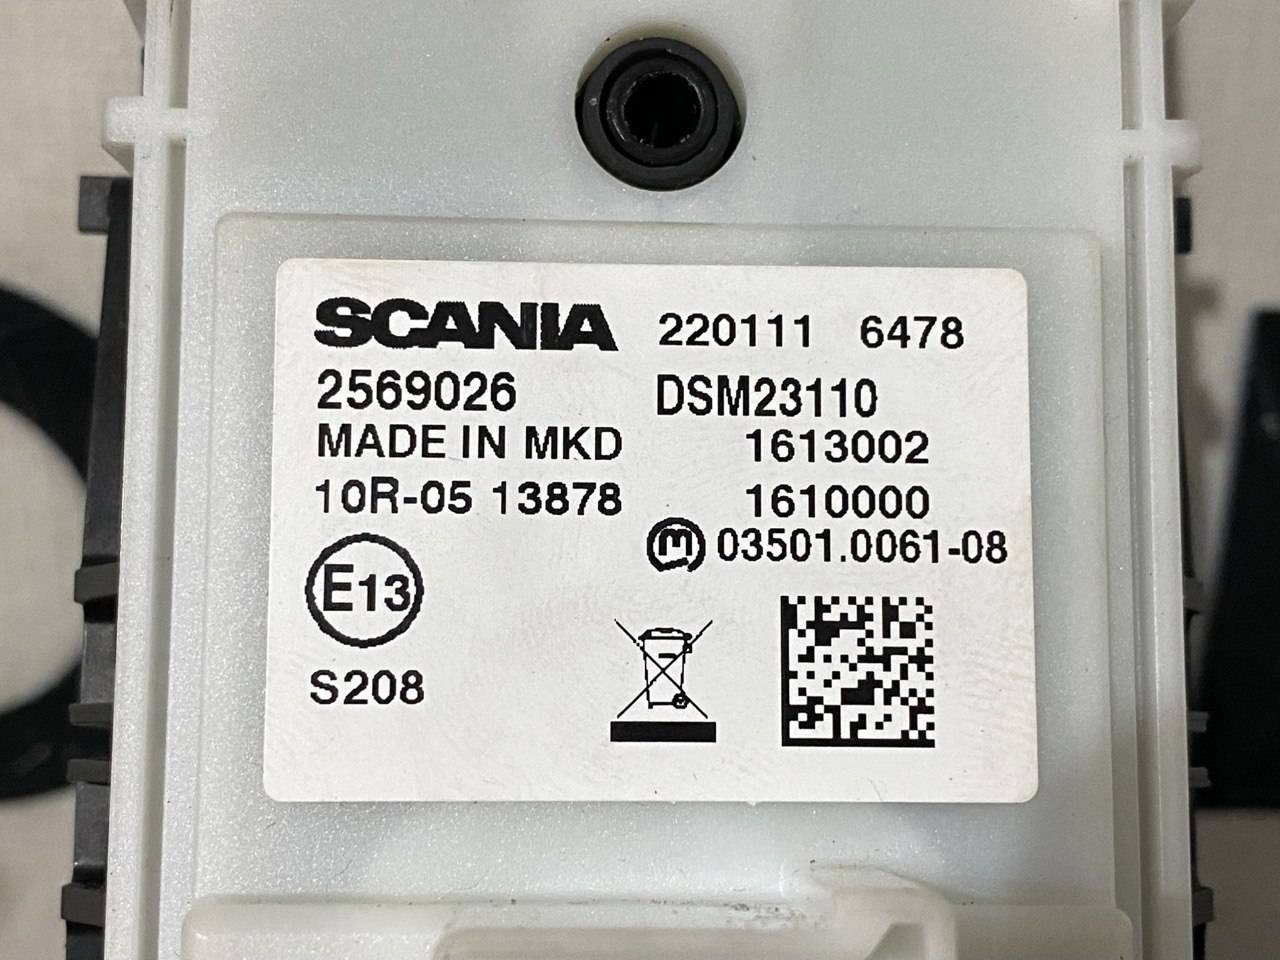 SCANIA 220111 6478
2569026 DSM23110
MADE IN MKD 1613002
10R-05 13878 1610000
03501.0061-08
E13
S208